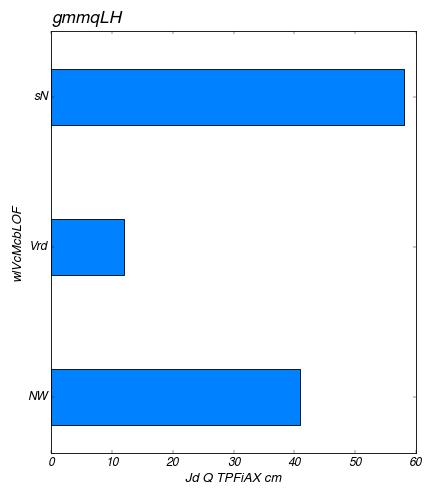 gmmqLH
sN
Vrd
NW
wlVcMcbLOF
0 10 20 30 40 50 60
Jd Q TPFiAX cm